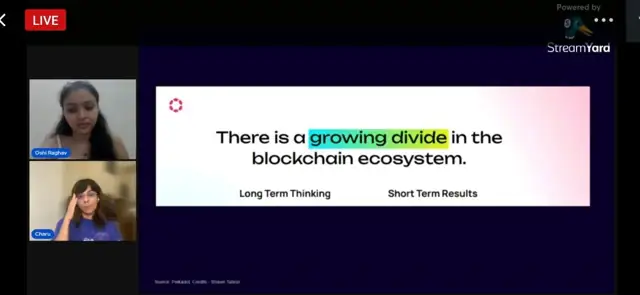 Powered by
LIVE
StreamYard
There is a growing divide in the
blockchain ecosystem.
Long Term Thinking
Short Term Results
Oshi Raghav
Charu